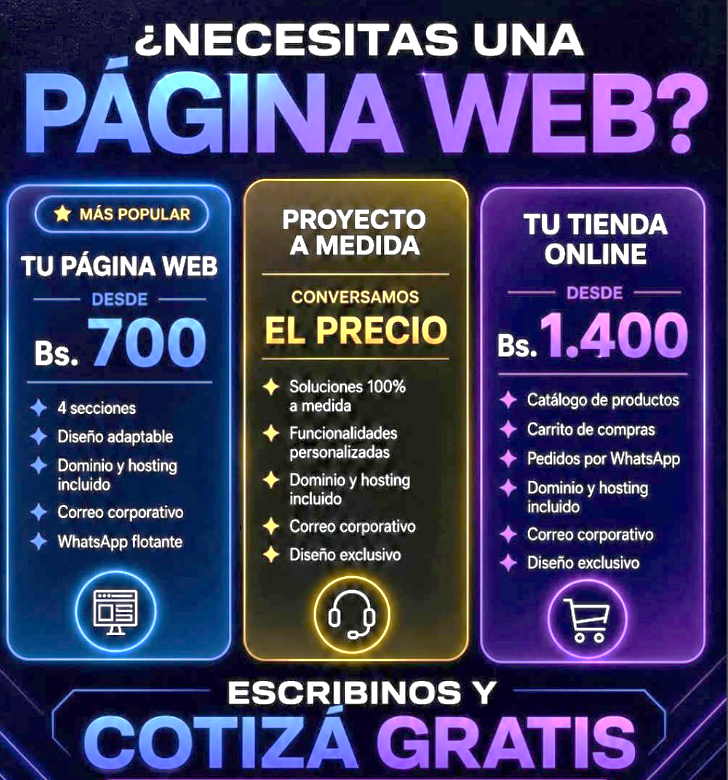 ¿NECESITAS UNA
PÁGINA WEB?
MÁS POPULAR
TU PÁGINA WEB
DESDE
Bs. 700
4 secciones
Diseño adaptable
Dominio y hosting
incluido
Correo corporativo
WhatsApp flotante
PROYECTO
A MEDIDA
CONVERSAMOS
EL PRECIO
Soluciones 100%
a medida
Funcionalidades
personalizadas
Dominio y hosting
incluido
Correo corporativo
Diseño exclusivo
TU TIENDA
ONLINE
DESDE
Bs. 1.400
Catálogo de productos
Carrito de compras
Pedidos por WhatsApp
Dominio y hosting
incluido
Correo corporativo
Diseño exclusivo
ESCRIBINOS Y
COTIZÁ GRATIS